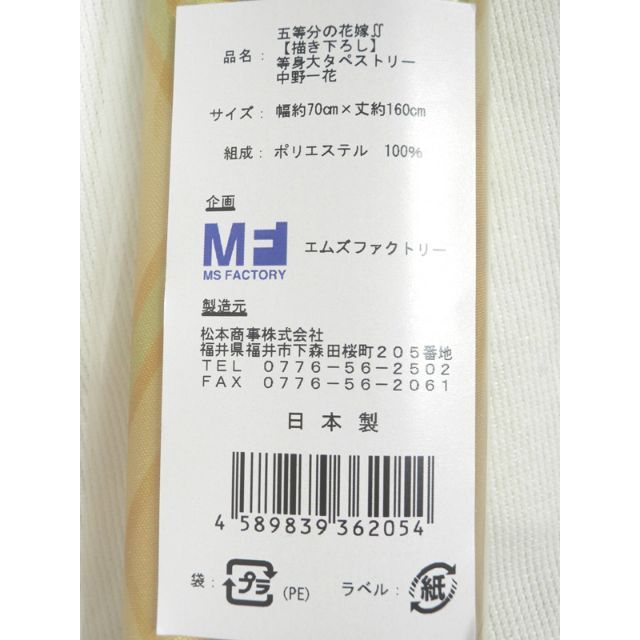 五等分の花嫁∬
品名： 【描き下ろし】
等身大タペストリー
中野一花
サイズ： 幅約70cm×丈約160cm
組成： ポリエステル 100%
企画
MF エムズファクトリー
MS FACTORY
製造元
松本商事株式会社
福井県福井市下森田桜町205番地
TEL 0776-56-2502
FAX 0776-56-2061
日本製
4 589839 362054
袋： プラ (PE) ラベル： 紙